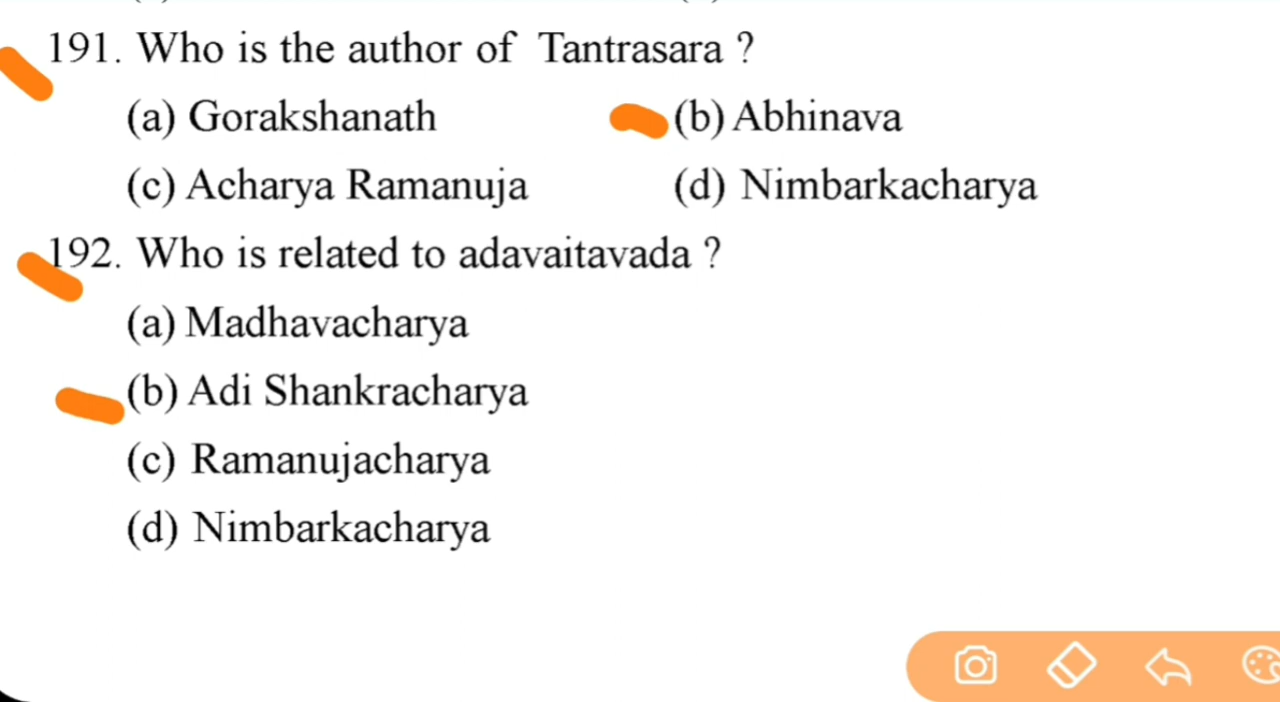 191. Who is the author of Tantrasara ?
(a) Gorakshanath (b) Abhinava
(c) Acharya Ramanuja (d) Nimbarkacharya
192. Who is related to adavaitavada ?
(a) Madhavacharya
(b) Adi Shankracharya
(c) Ramanujacharya
(d) Nimbarkacharya